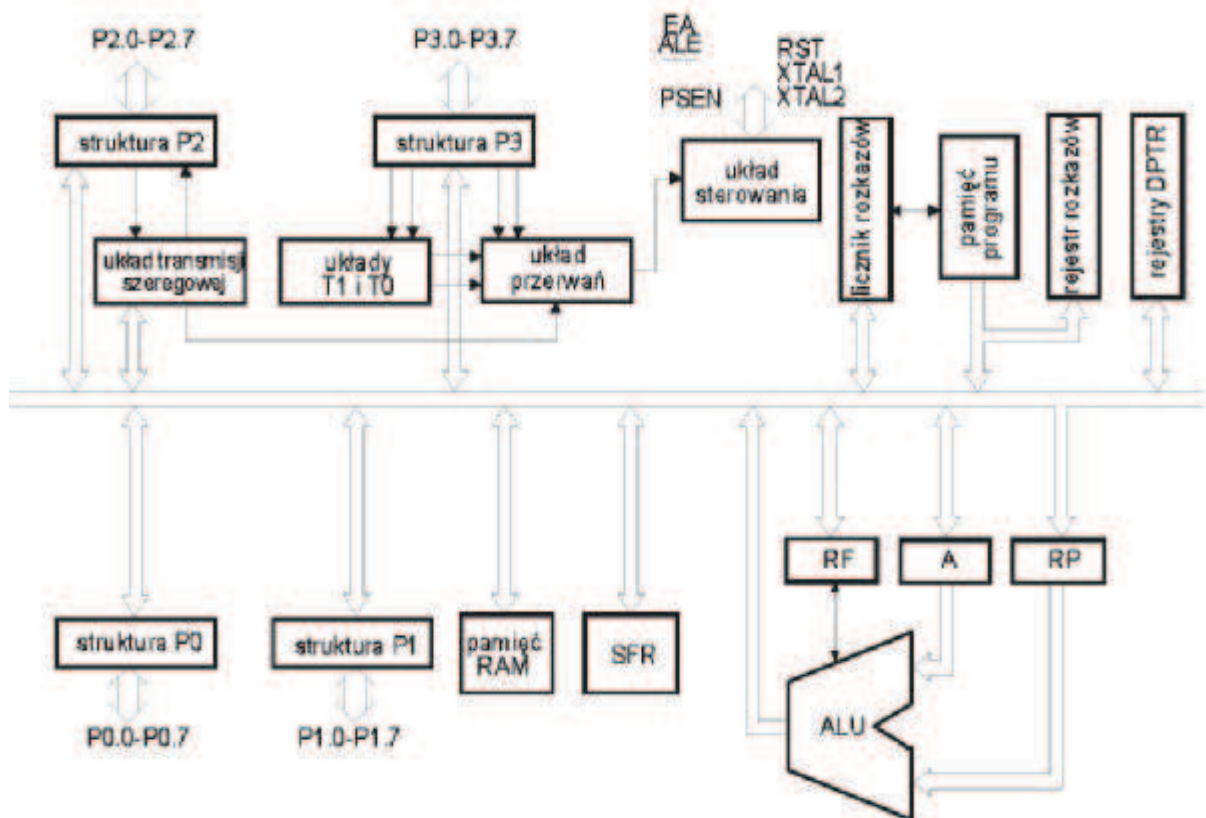 P2.0-P2.7
P3.0-P3.7
EA
ALE
PSEN
RST
XTAL1
XTAL2
struktura P2
struktura P3
układ
sterowania
licznik rozkazów
pamięć
programu
rejestr rozkazów
rejestry DPTR
układ transmisji
szeregowej
układy
T1 i T0
układ
przerwań
RF
A
RP
struktura P0
struktura P1
pamięć
RAM
SFR
ALU
P0.0-P0.7
P1.0-P1.7